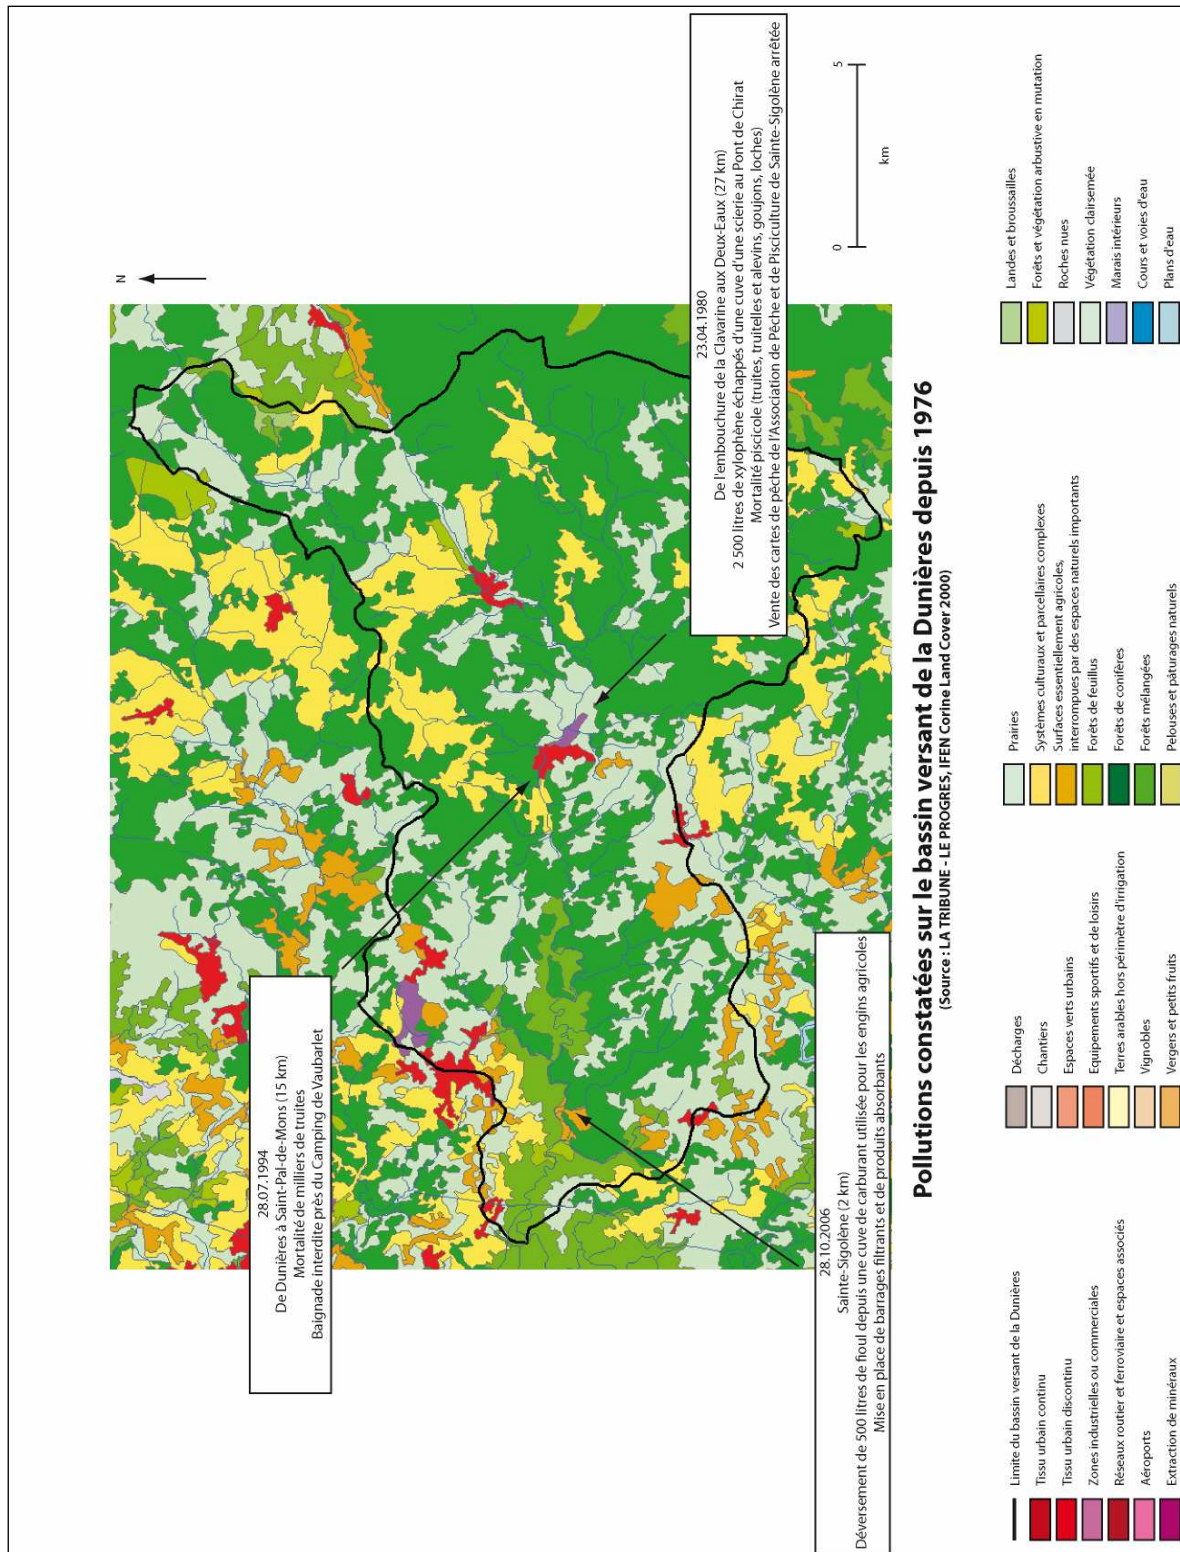 28.07.1994
De Dunières à Saint-Pal-de-Mons (15 km)
Mortalité de milliers de truites
Baignade interdite près du Camping de Vaubarlet
N
23.04.1980
De l'embouchure de la Clavarine aux Deux-Eaux (27 km)
2 500 litres de xylophène échappés d'une cuve d'une scierie au Pont de Chirat
Mortalité piscicole (truites, truitelles et alevins, goujons, loches)
Vente des cartes de pêche de l'Association de Pêche et de Pisciculture de Sainte-Sigolène arrêtée
28.10.2006
Sainte-Sigolène (2 km)
Déversement de 500 litres de fioul depuis une cuve de carburant utilisée pour les engins agricoles
Mise en place de barrages filtrants et de produits absorbants
0
5
km
Pollutions constatées sur le bassin versant de la Dunières depuis 1976
(Source : LA TRIBUNE - LE PROGRES, IFEN Corine Land Cover 2000)
Limite du bassin versant de la Dunières
Tissu urbain continu
Tissu urbain discontinu
Zones industrielles ou commerciales
Réseaux routier et ferroviaire et espaces associés
Aéroports
Extraction de minéraux
Décharges
Chantiers
Espaces verts urbains
Equipements sportifs et de loisirs
Terres arables hors périmètre d'irrigation
Vignobles
Vergers et petits fruits
Prairies
Systèmes culturaux et parcellaires complexes
Surfaces essentiellement agricoles,
interrompues par des espaces naturels importants
Forêts de feuillus
Forêts de conifères
Forêts mélangées
Pelouses et pâturages naturels
Landes et broussailles
Forêts et végétation arbustive en mutation
Roches nues
Végétation clairsemée
Marais intérieurs
Cours et voies d'eau
Plans d'eau